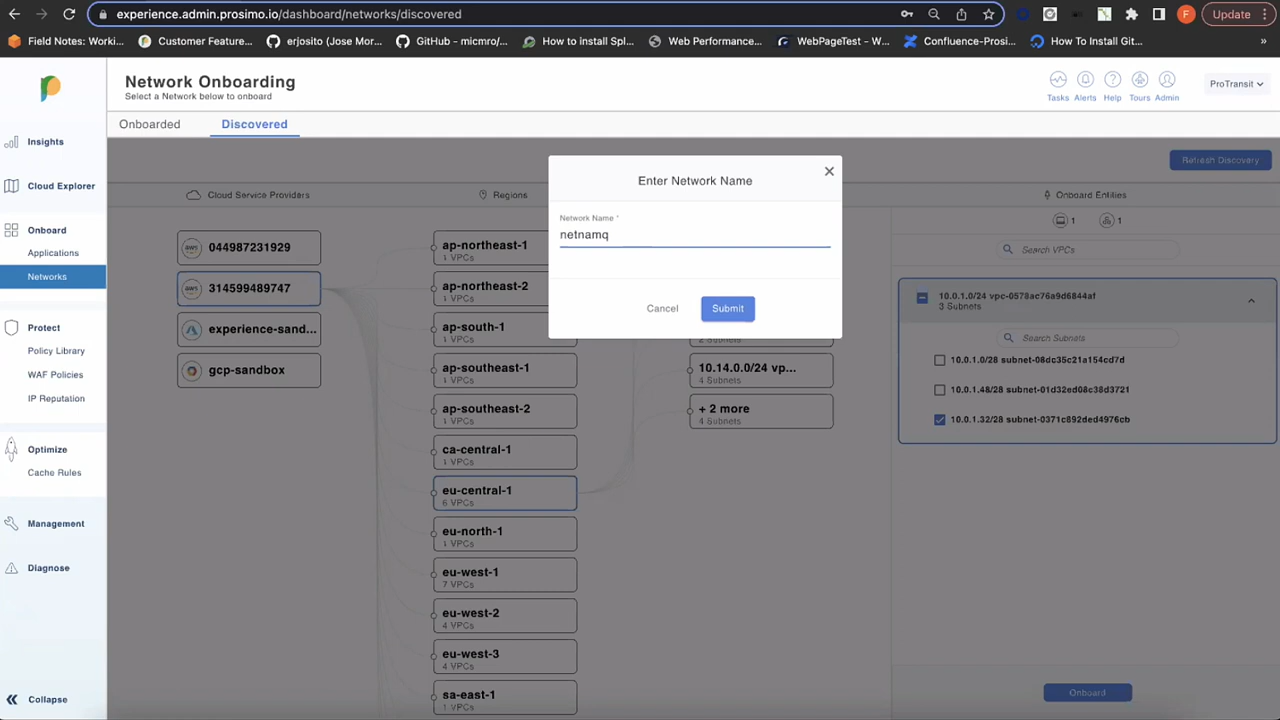 experience.admin.prosimo.io/dashboard/networks/discovered
Update
Field Notes: Worki...
Customer Feature...
erjosito (Jose Mor...
GitHub - micmro/...
How to install Spl...
Web Performance...
WebPageTest - W...
Confluence-Prosi...
How To Install Git...
»
Network Onboarding
Select a Network below to onboard
Tasks
Alerts
Help
Tours
Admin
ProTransit
Onboarded
Discovered
Insights
Cloud Explorer
Onboard
Applications
Networks
Protect
Policy Library
WAF Policies
IP Reputation
Optimize
Cache Rules
Management
Diagnose
Collapse
Refresh Discovery
Cloud Service Providers
Regions
Onboard Entities
aws 044987231929
aws 314599489747
experience-sand...
gcp-sandbox
ap-northeast-1
1 VPCs
ap-northeast-2
1 VPCs
ap-south-1
1 VPCs
ap-southeast-1
1 VPCs
ap-southeast-2
1 VPCs
ca-central-1
1 VPCs
eu-central-1
6 VPCs
eu-north-1
1 VPCs
eu-west-1
7 VPCs
eu-west-2
4 VPCs
eu-west-3
4 VPCs
sa-east-1
1 VPCs
2 Subnets
10.14.0.0/24 vp...
4 Subnets
+ 2 more
4 Subnets
Enter Network Name
Network Name *
netnamq
Cancel
Submit
1
1
Search VPCs
10.0.1.0/24 vpc-0578ac76a9d6844af
3 Subnets
Search Subnets
10.0.1.0/28 subnet-08dc35c21a154cd7d
10.0.1.48/28 subnet-01d32ed08c38d3721
10.0.1.32/28 subnet-0371c892ded4976cb
Onboard